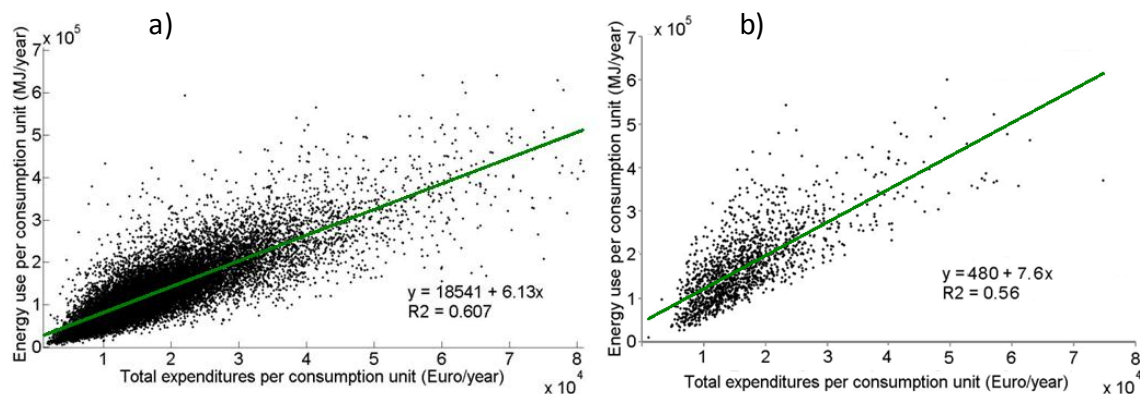 a)
x 10^5
Energy use per consumption unit (MJ/year)
7
6
5
4
3
2
1
0
y = 18541 + 6.13x
R2 = 0.607
1 2 3 4 5 6 7 8
Total expenditures per consumption unit (Euro/year)
x 10^4
b)
x 10^5
Energy use per consumption unit (MJ/year)
7
6
5
4
3
2
1
0
y = 480 + 7.6x
R2 = 0.56
1 2 3 4 5 6 7 8
Total expenditures per consumption unit (Euro/year)
x 10^4